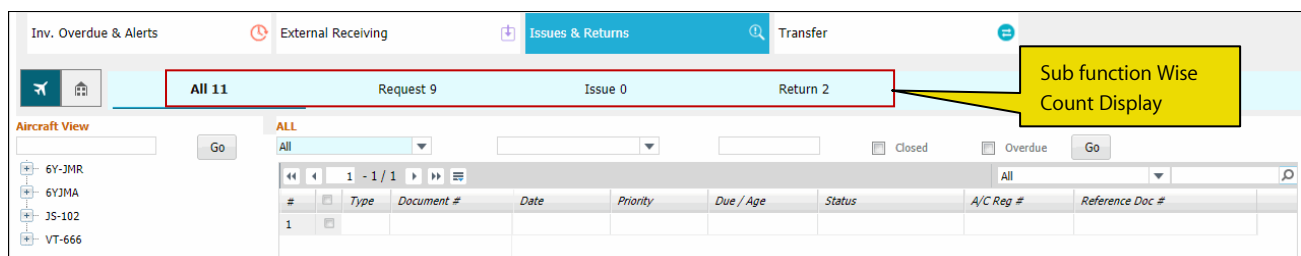 Inv. Overdue & Alerts External Receiving Issues & Returns Transfer
Sub function Wise
Count Display
All 11 Request 9 Issue 0 Return 2
Aircraft View
Go
6Y-JMR
6YJMA
JS-102
VT-666
ALL
All Closed Overdue Go
1 - 1 / 1 All
# Type Document # Date Priority Due / Age Status A/C Reg # Reference Doc #
1